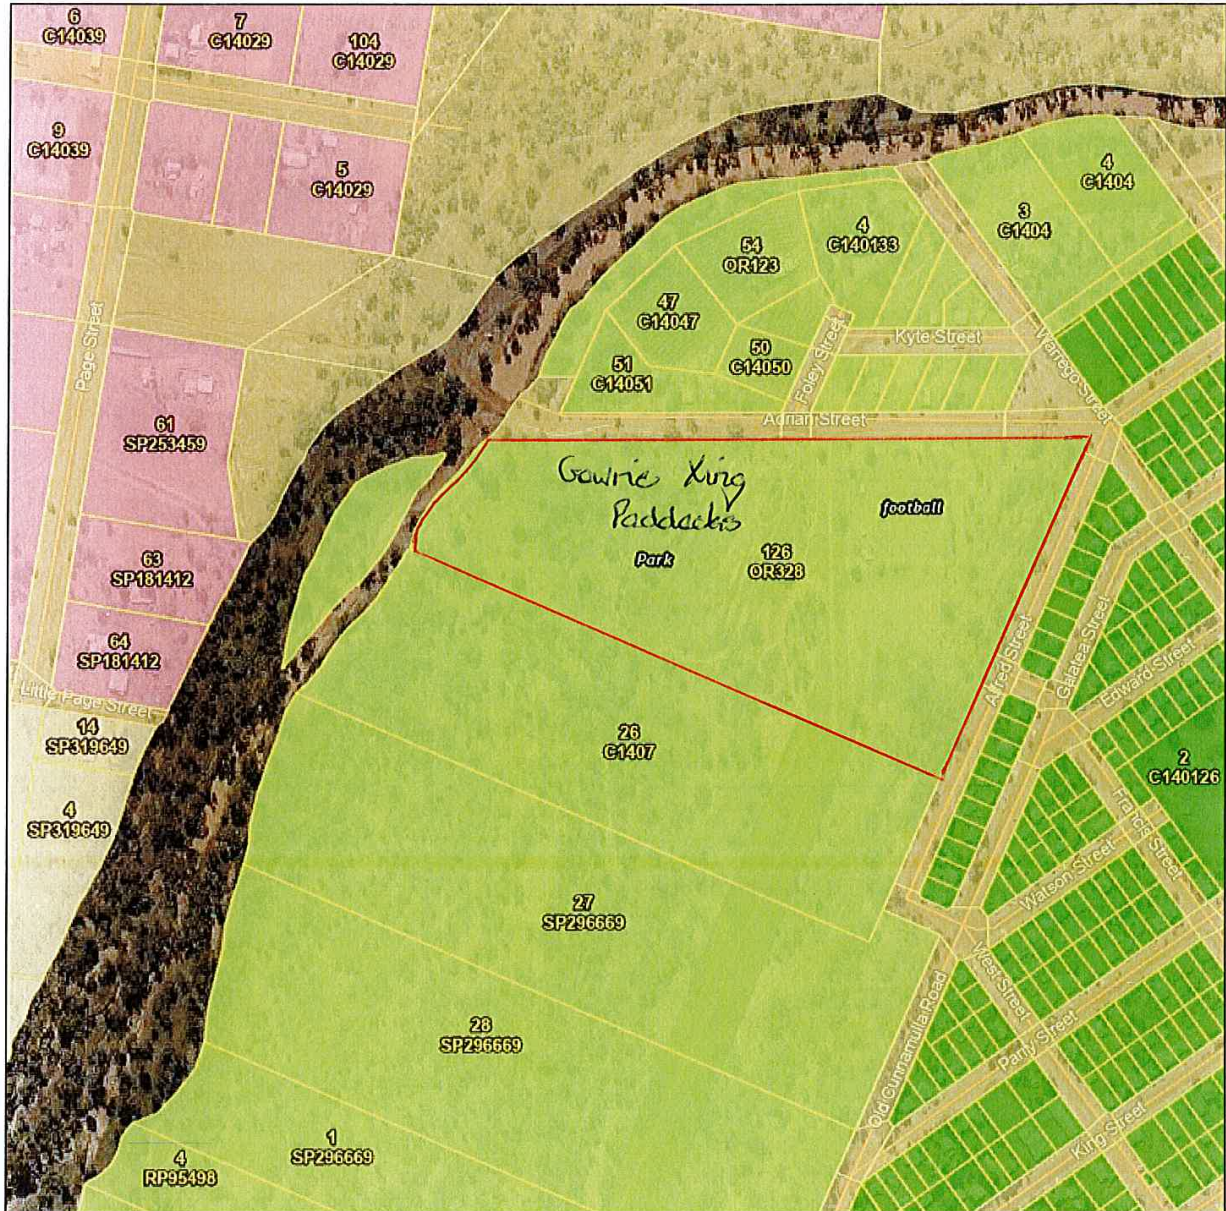 6
C14039
7
C14029
104
C14029
9
C14039
5
C14029
4
C1404
3
C1404
4
C140133
54
OR123
47
C14047
50
C14050
51
C14051
Foley Street
Kyte Street
Warrego Street
Adrian Street
Page Street
61
SP253459
63
SP181412
64
SP181412
Little Page Street
14
SP319649
4
SP319649
Gowrie Xing
Paddocks
football
Park
126
OR328
Alfred Street
Galatea Street
Edward Street
26
C1407
2
C140126
Francis Street
Watson Street
27
SP296669
West Street
28
SP296669
Old Cunnamulla Road
Parry Street
King Street
1
SP296669
4
RP95498